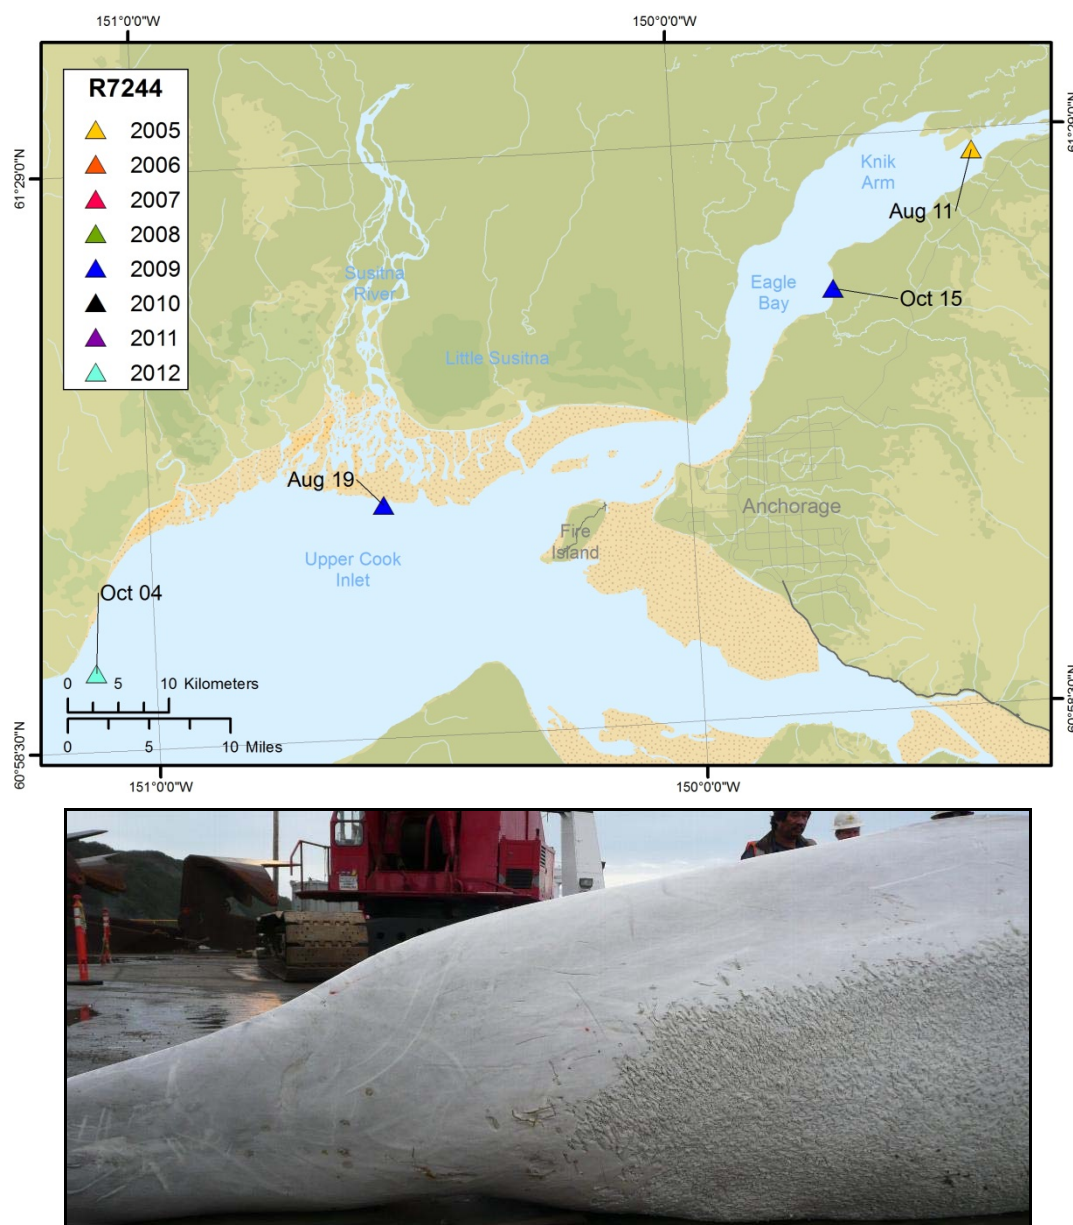 151°0'0"W
150°0'0"W
R7244
2005
2006
2007
2008
2009
2010
2011
2012
61°29'0"N
61°29'0"N
Knik
Arm
Aug 11
Susitna
River
Eagle
Bay
Oct 15
Little Susitna
Aug 19
Anchorage
Fire
Island
Upper Cook
Inlet
Oct 04
0 5 10 Kilometers
0 5 10 Miles
60°58'30"N
60°58'30"N
151°0'0"W
150°0'0"W